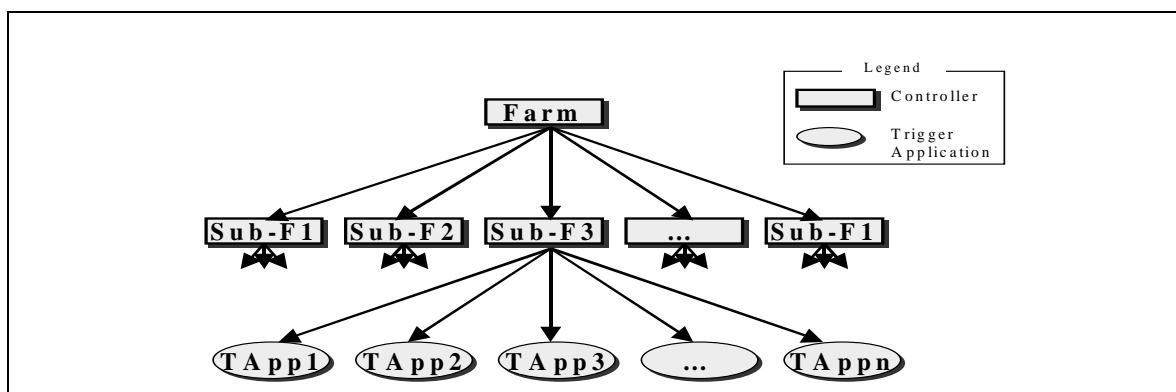 Legend
Controller
Trigger
Application
Farm
Sub-F1 Sub-F2 Sub-F3 ... Sub-F1
TApp1 TApp2 TApp3 ... TAppn